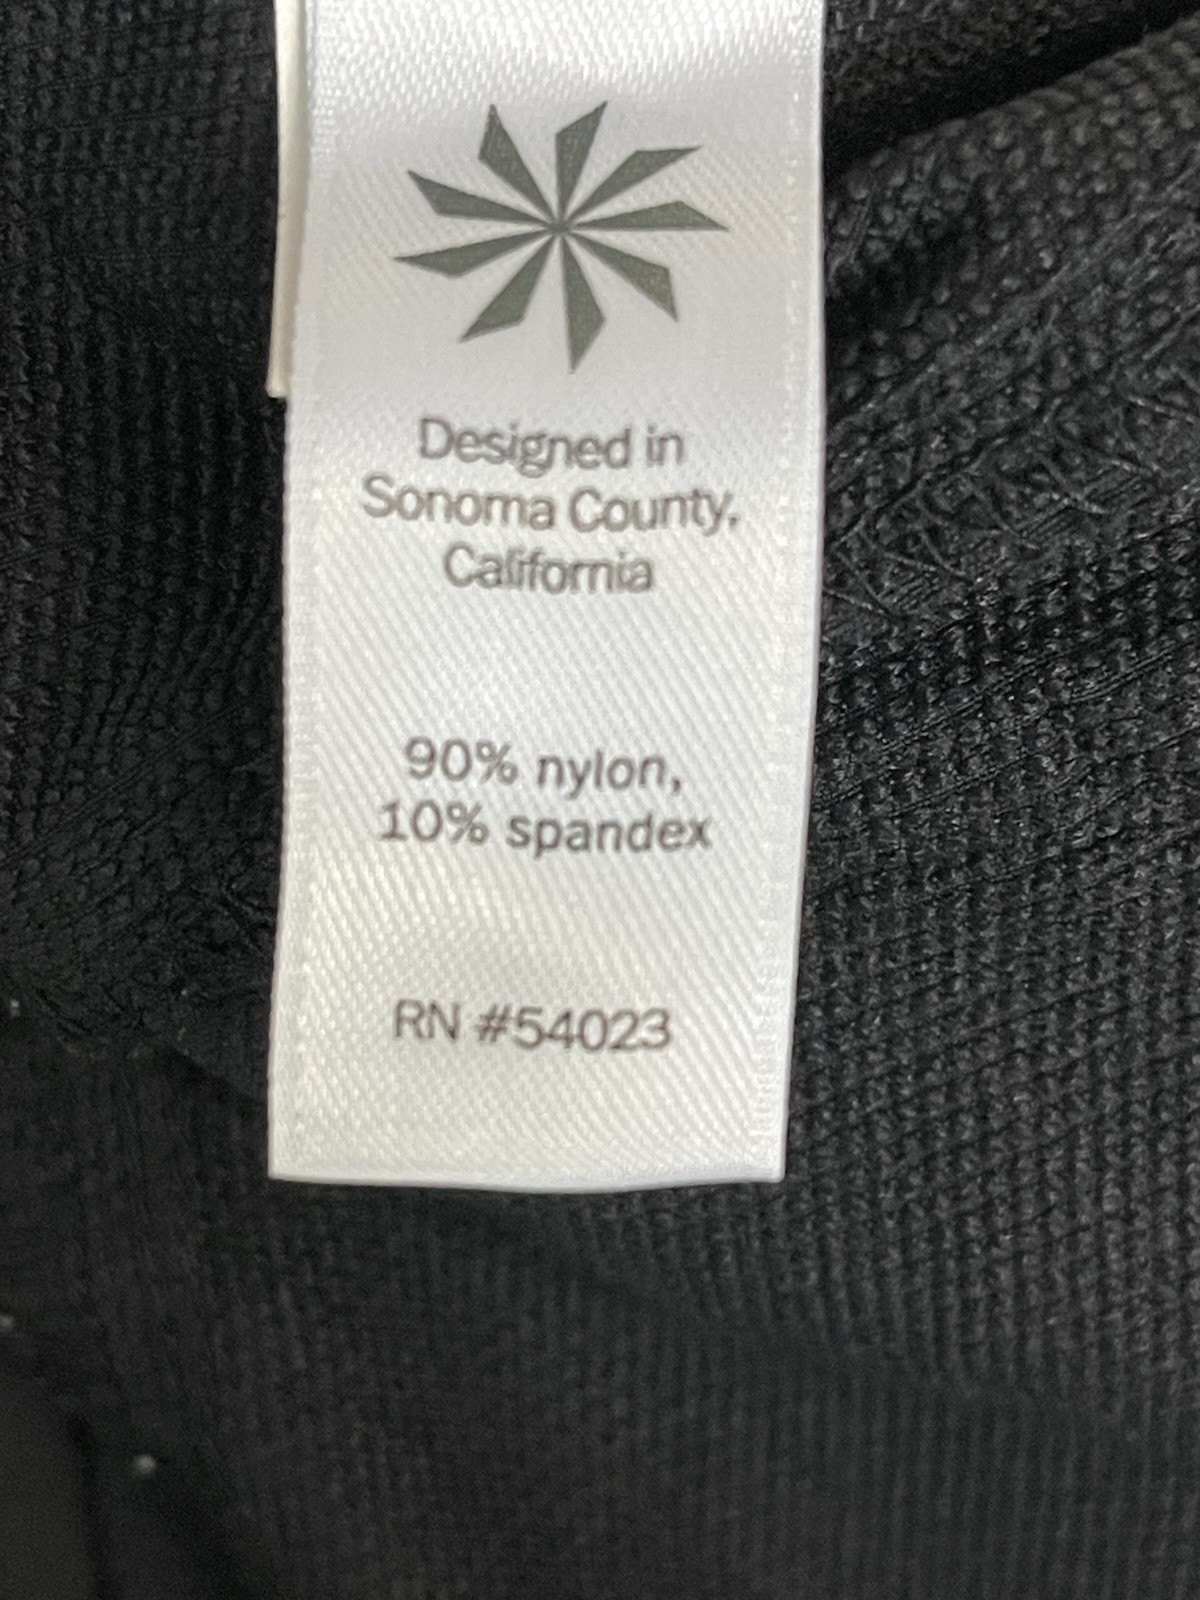 Designed in
Sonoma County,
California
90% nylon,
10% spandex
RN #54023